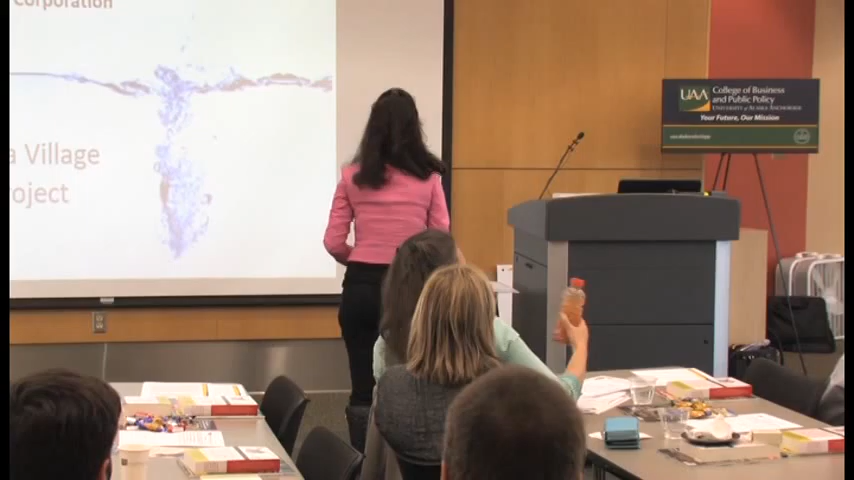 Corporation
a Village
oject
UAA
College of Business
and Public Policy
UNIVERSITY of ALASKA ANCHORAGE
Your Future, Our Mission